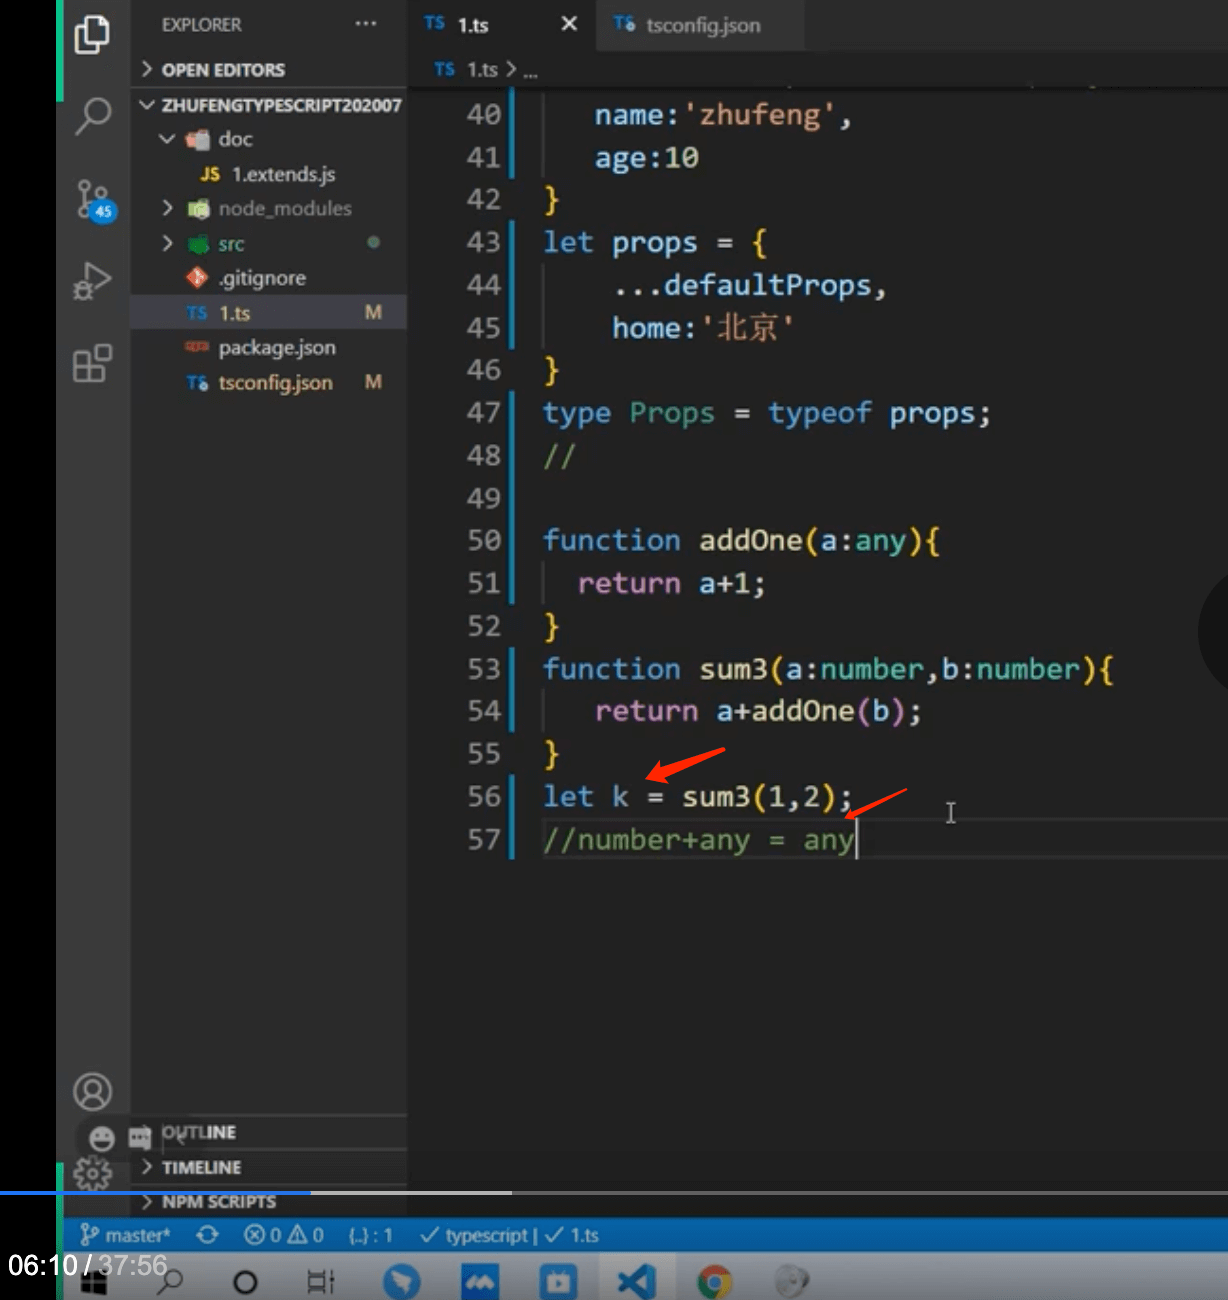 EXPLORER
TS 1.ts
tsconfig.json
OPEN EDITORS
TS 1.ts > ...
ZHUFENGTYPESCRIPT202007
doc
JS 1.extends.js
node_modules
src
.gitignore
TS 1.ts M
package.json
tsconfig.json M
45
40 name:'zhufeng',
41 age:10
42 }
43 let props = {
44 ...defaultProps,
45 home:'北京'
46 }
47 type Props = typeof props;
48 //
49
50 function addOne(a:any){
51 return a+1;
52 }
53 function sum3(a:number,b:number){
54 return a+addOne(b);
55 }
56 let k = sum3(1,2);
57 //number+any = any
OUTLINE
TIMELINE
NPM SCRIPTS
master* 0 0 {..} : 1 ✓ typescript | ✓ 1.ts
06:10 / 37:56